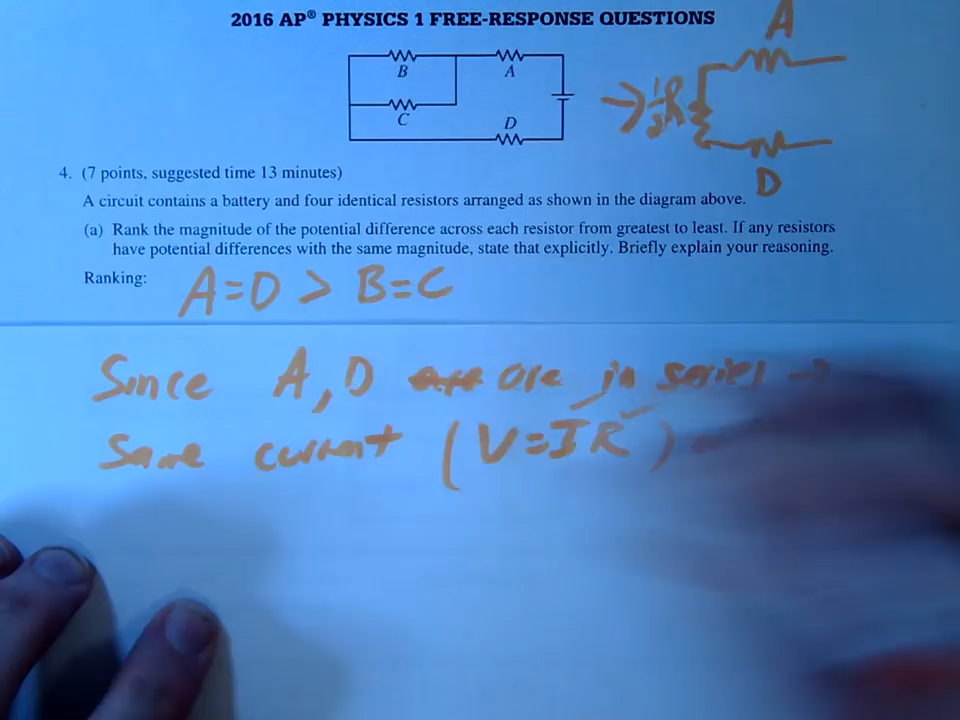 2016 AP® PHYSICS 1 FREE-RESPONSE QUESTIONS
B
A
C
D
A
→ ½R
D
4. (7 points, suggested time 13 minutes)
A circuit contains a battery and four identical resistors arranged as shown in the diagram above.
(a) Rank the magnitude of the potential difference across each resistor from greatest to least. If any resistors
have potential differences with the same magnitude, state that explicitly. Briefly explain your reasoning.
Ranking: A=D > B=C
Since A, D are in series →
Same current (V=IR)